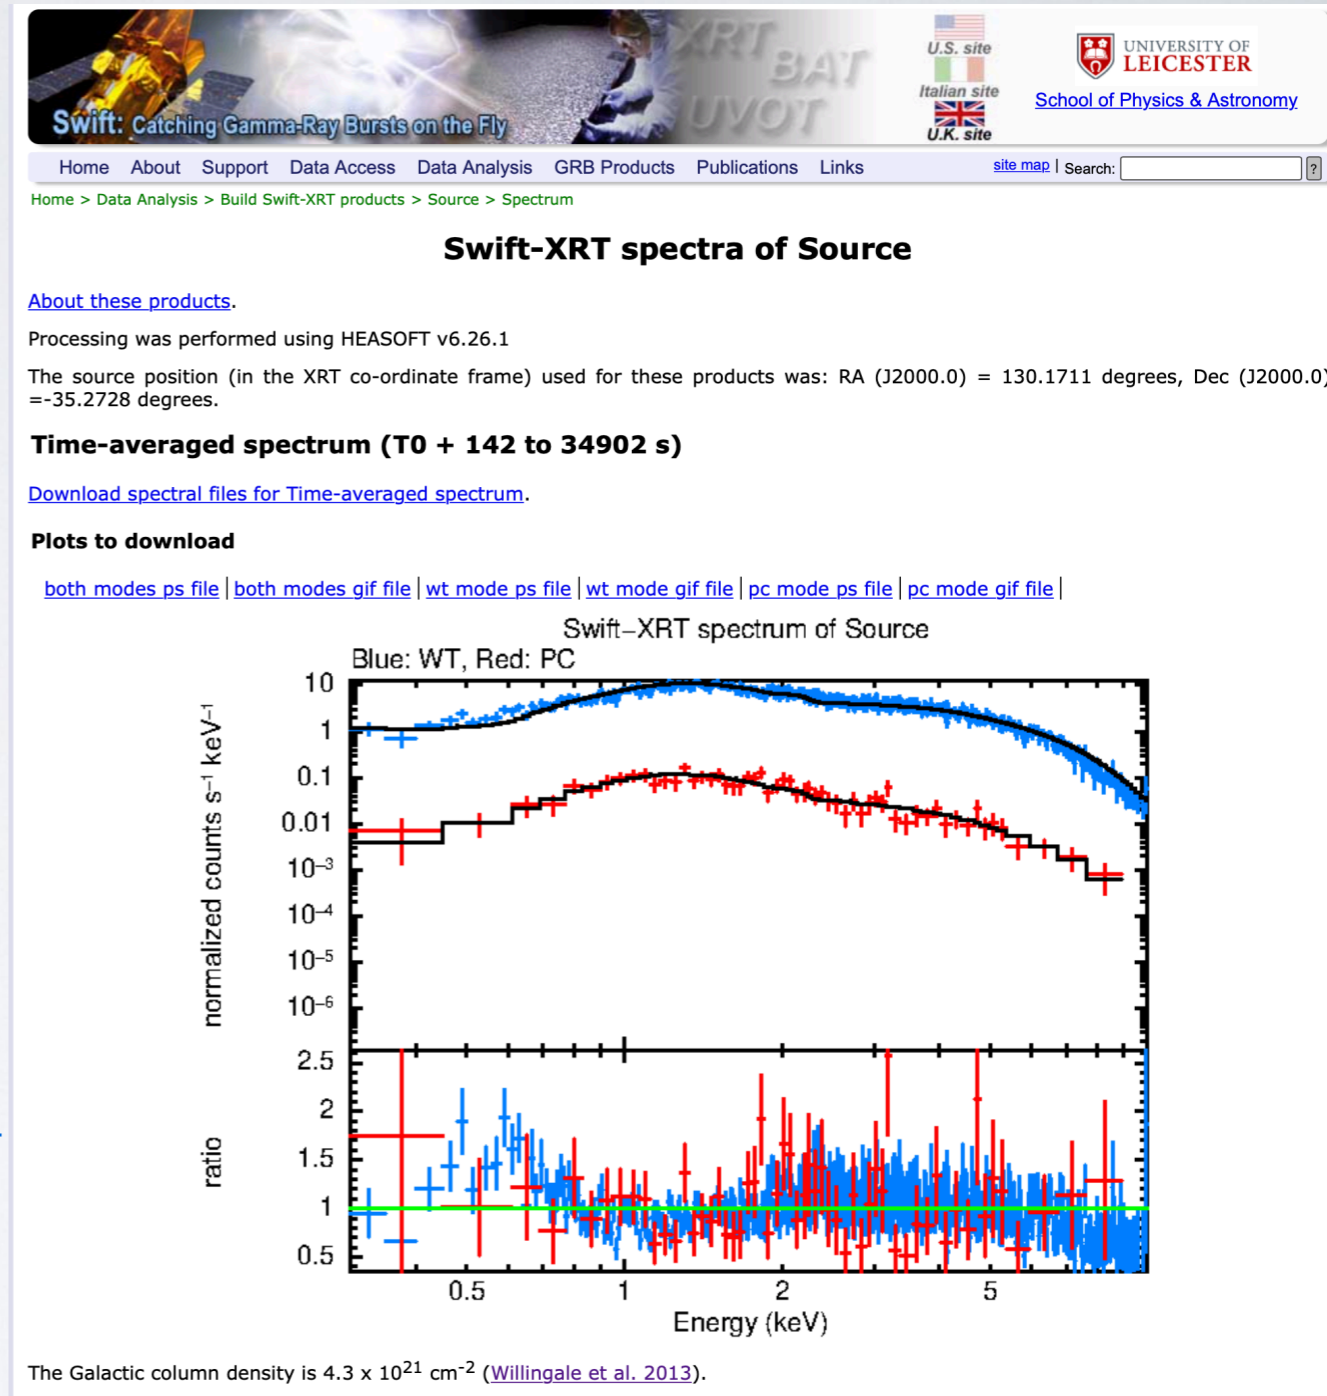 XRT
BAT
UVOT
Swift: Catching Gamma-Ray Bursts on the Fly
U.S. site
Italian site
U.K. site
UNIVERSITY OF
LEICESTER
School of Physics & Astronomy
Home About Support Data Access Data Analysis GRB Products Publications Links site map | Search: ?
Home > Data Analysis > Build Swift-XRT products > Source > Spectrum
Swift-XRT spectra of Source
About these products.
Processing was performed using HEASOFT v6.26.1
The source position (in the XRT co-ordinate frame) used for these products was: RA (J2000.0) = 130.1711 degrees, Dec (J2000.0)
=-35.2728 degrees.
Time-averaged spectrum (T0 + 142 to 34902 s)
Download spectral files for Time-averaged spectrum.
Plots to download
both modes ps file | both modes gif file | wt mode ps file | wt mode gif file | pc mode ps file | pc mode gif file |
Swift−XRT spectrum of Source
Blue: WT, Red: PC
normalized counts s⁻¹ keV⁻¹
10
1
0.1
0.01
10⁻³
10⁻⁴
10⁻⁵
10⁻⁶
ratio
2.5
2
1.5
1
0.5
0.5 1 2 5
Energy (keV)
The Galactic column density is 4.3 x 10²¹ cm⁻² (Willingale et al. 2013).